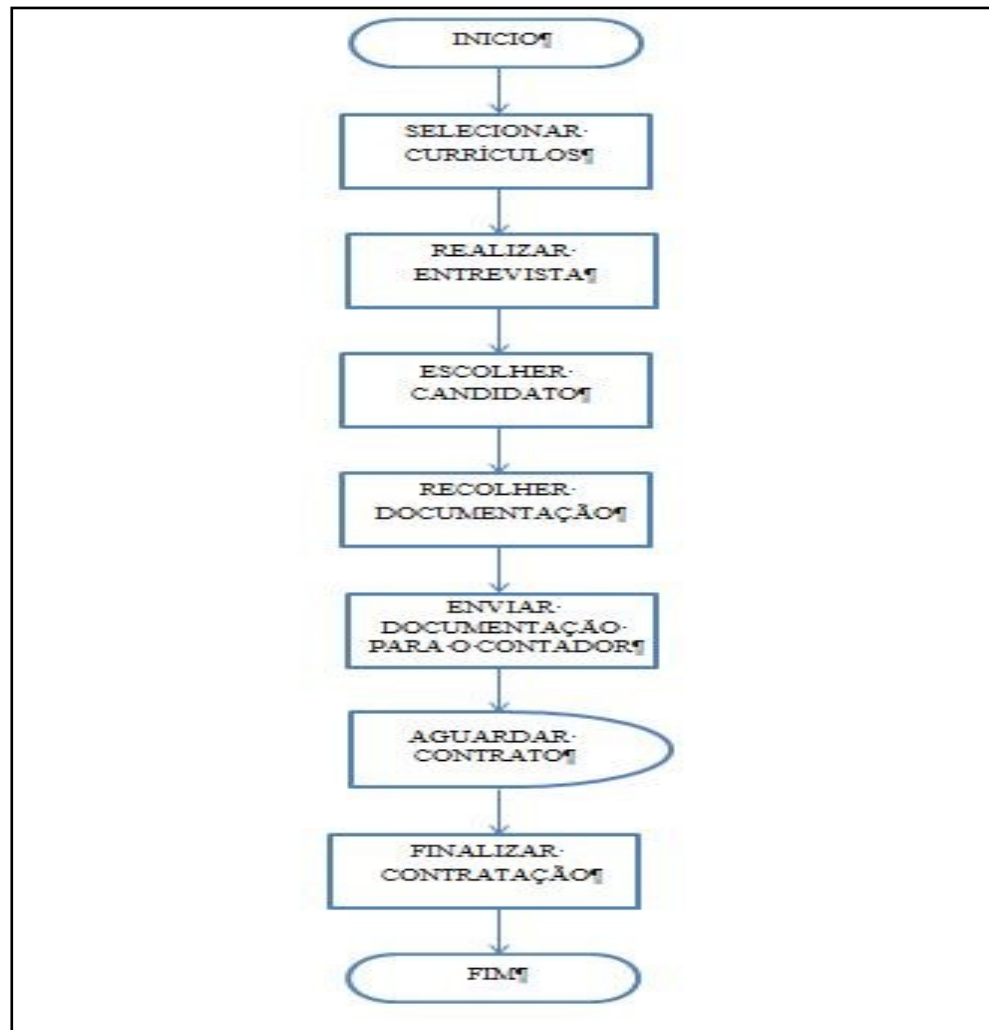 INICIO¶
SELECIONAR·
CURRÍCULOS¶
REALIZAR·
ENTREVISTA¶
ESCOLHER·
CANDIDATO¶
RECOLHER·
DOCUMENTAÇÃO¶
ENVIAR·
DOCUMENTAÇÃO·
PARA·O·CONTADOR¶
AGUARDAR·
CONTRATO¶
FINALIZAR·
CONTRATAÇÃO¶
FIM¶